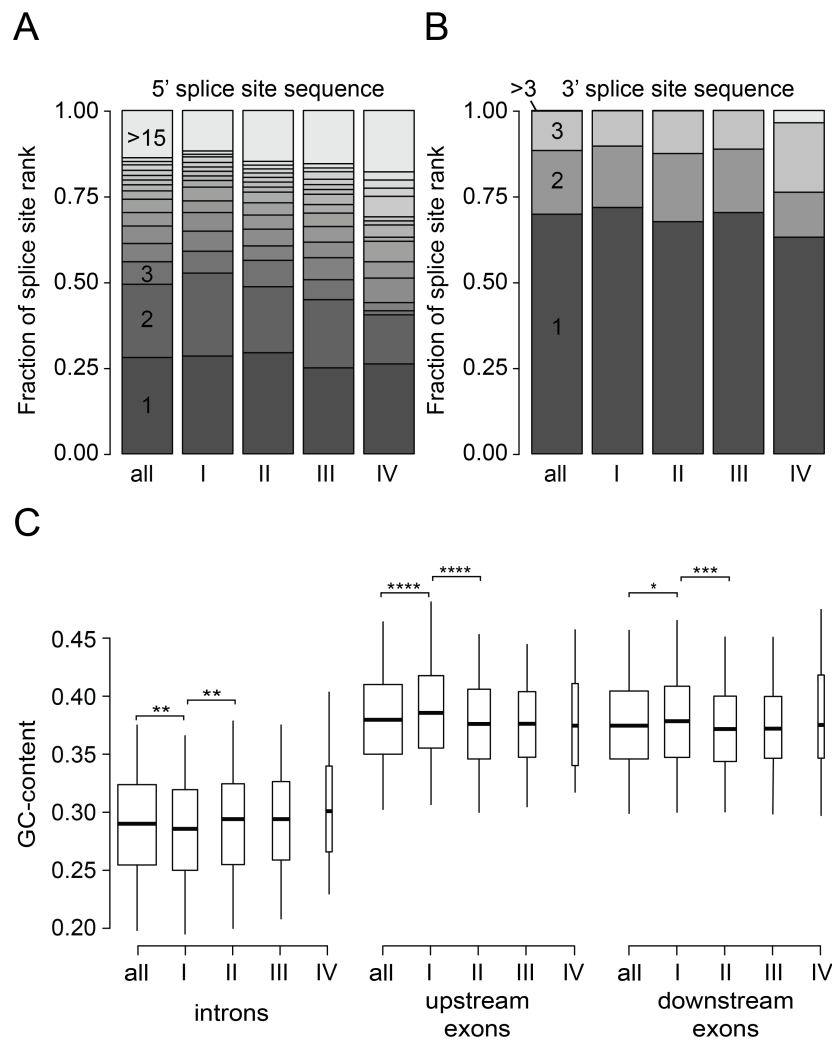 A
B
5’ splice site sequence
>3 3’ splice site sequence
Fraction of splice site rank
1.00
0.75
0.50
0.25
0.00
>15
3
2
1
all I II III IV
Fraction of splice site rank
1.00
0.75
0.50
0.25
0.00
3
2
1
all I II III IV
C
GC-content
0.45
0.40
0.35
0.30
0.25
0.20
** **
**** ****
* ***
all I II III IV
introns
all I II III IV
upstream
exons
all I II III IV
downstream
exons